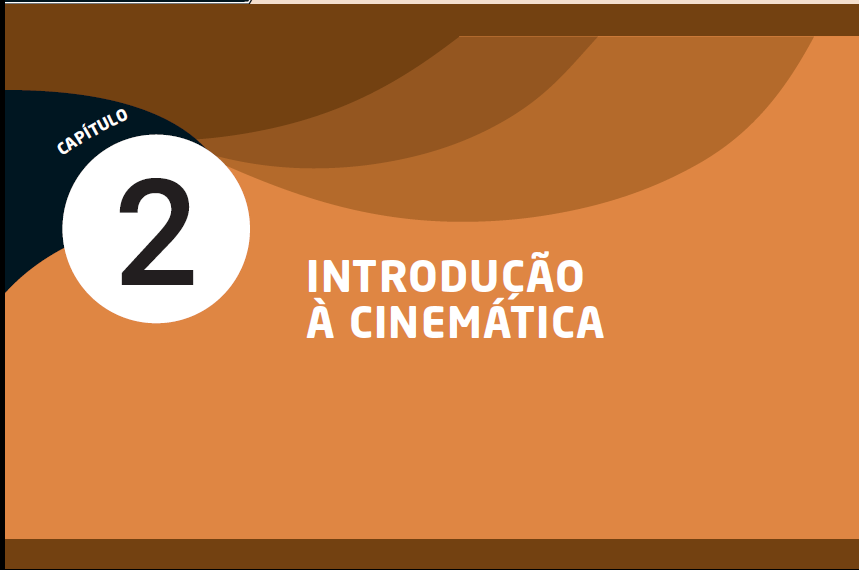 CAPÍTULO
2
INTRODUÇÃO
À CINEMÁTICA